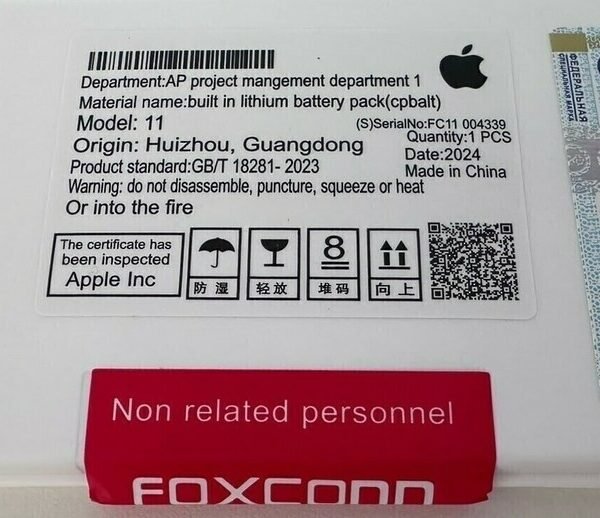 Department:AP project mangement department 1
Material name:built in lithium battery pack(cpbalt)
Model: 11
(S)SerialNo:FC11 004339
Quantity:1 PCS
Origin: Huizhou, Guangdong
Date:2024
Product standard:GB/T 18281- 2023
Made in China
Warning: do not disassemble, puncture, squeeze or heat
Or into the fire
The certificate has
been inspected
Apple Inc
8
防湿
轻放
堆码
向上
ФЕДЕРАЛЬНАЯ
СПЕЦИАЛЬНАЯ МАРКА
Non related personnel
FOXCONN